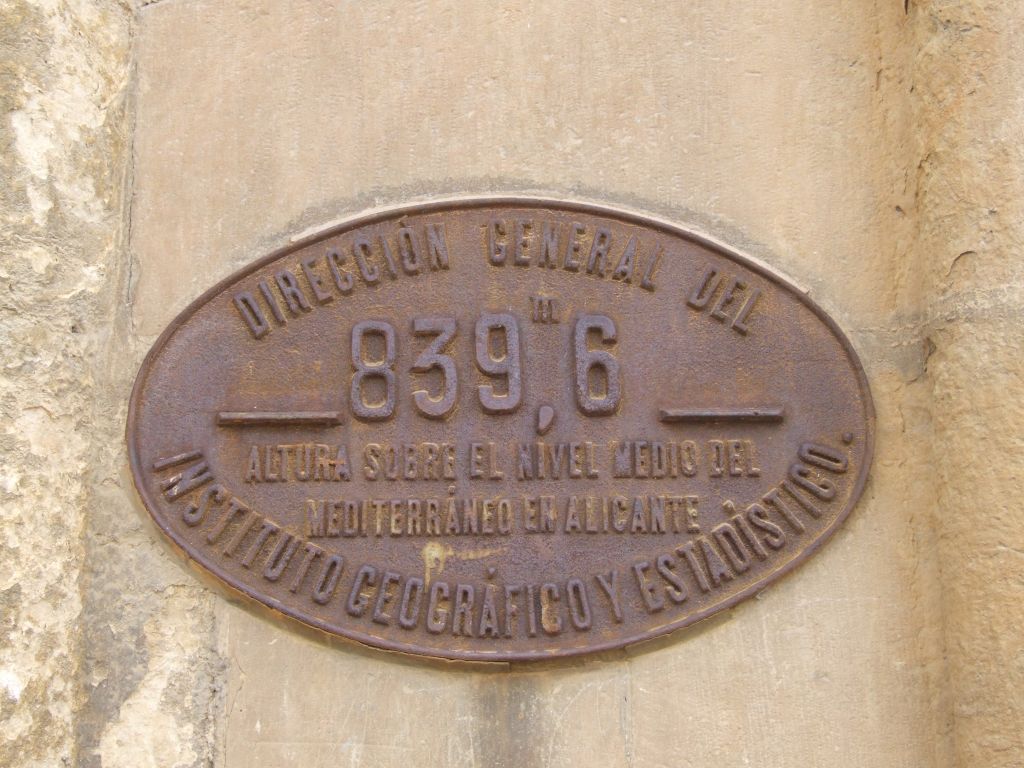 DIRECCIÓN GENERAL DEL
839,6 m
ALTURA SOBRE EL NIVEL MEDIO DEL
MEDITERRÁNEO EN ALICANTE
INSTITUTO GEOGRÁFICO Y ESTADÍSTICO.